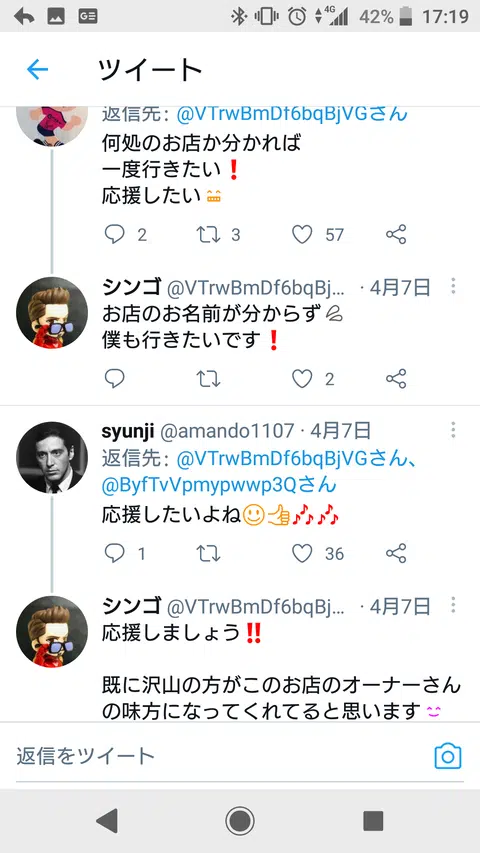 4G 42% 17:19
ツイート
返信先: @VTrwBmDf6bqBjVGさん
何処のお店か分かれば
一度行きたい❗
応援したい😁
2 3 57
シンゴ @VTrwBmDf6bqBj... · 4月7日
お店のお名前が分からず💦
僕も行きたいです❗
2
syunji @amando1107 · 4月7日
返信先: @VTrwBmDf6bqBjVGさん、
@ByfTvVpmypwwp3Qさん
応援したいよね🙂👍🎶🎶
1 36
シンゴ @VTrwBmDf6bqBj... · 4月7日
応援しましょう‼
既に沢山の方がこのお店のオーナーさん
の味方になってくれてると思います😊
返信をツイート